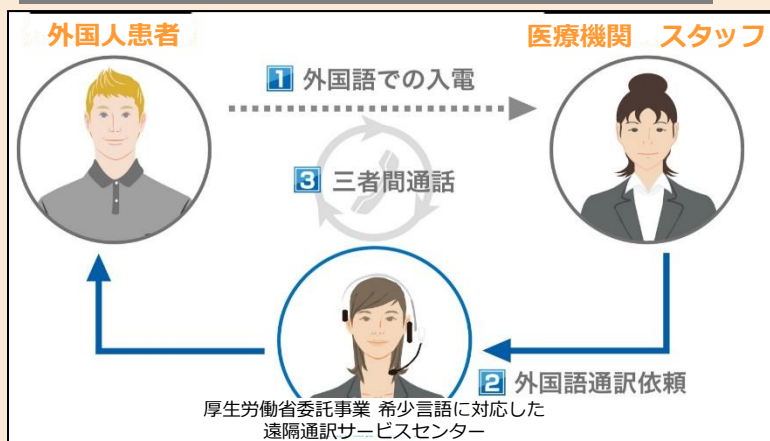 外国人患者
医療機関　スタッフ
1 外国語での入電
3 三者間通話
2 外国語通訳依頼
厚生労働省委託事業 希少言語に対応した
遠隔通訳サービスセンター